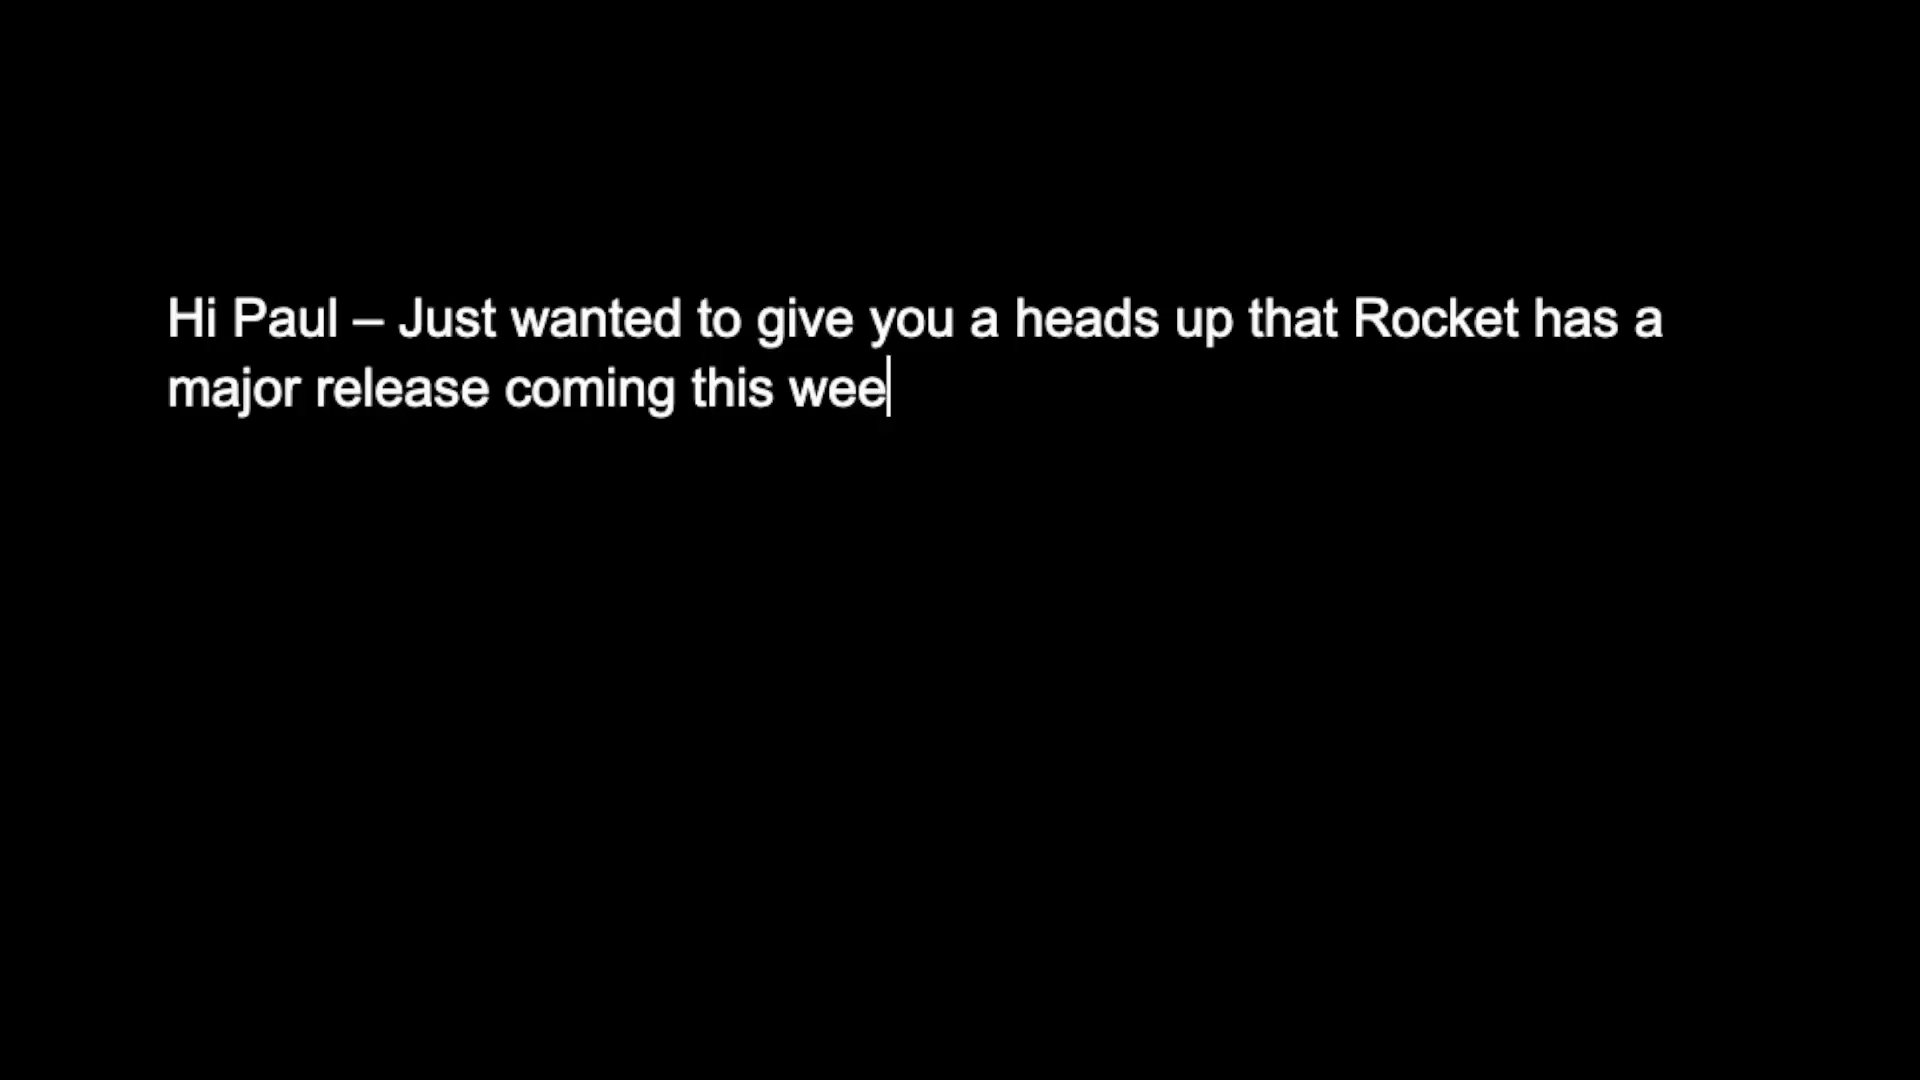 Hi Paul – Just wanted to give you a heads up that Rocket has a
major release coming this wee